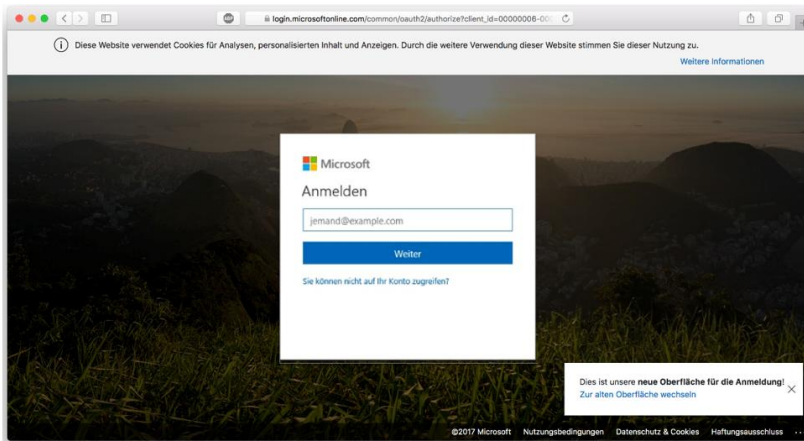 ABP
login.microsoftonline.com/common/oauth2/authorize?client_id=00000006-00
Diese Website verwendet Cookies für Analysen, personalisierten Inhalt und Anzeigen. Durch die weitere Verwendung dieser Website stimmen Sie dieser Nutzung zu.
Weitere Informationen
Microsoft
Anmelden
jemand@example.com
Weiter
Sie können nicht auf Ihr Konto zugreifen?
Dies ist unsere neue Oberfläche für die Anmeldung!
Zur alten Oberfläche wechseln
©2017 Microsoft Nutzungsbedingungen Datenschutz & Cookies Haftungsausschluss ...